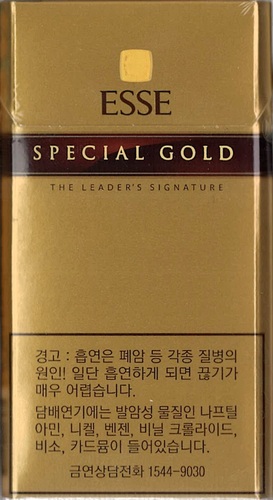 ESSE
SPECIAL GOLD
THE LEADER'S SIGNATURE
경고 : 흡연은 폐암 등 각종 질병의
원인! 일단 흡연하게 되면 끊기가
매우 어렵습니다.
담배연기에는 발암성 물질인 나프틸
아민, 니켈, 벤젠, 비닐 크롤라이드,
비소, 카드뮴이 들어있습니다.
금연상담전화 1544-9030